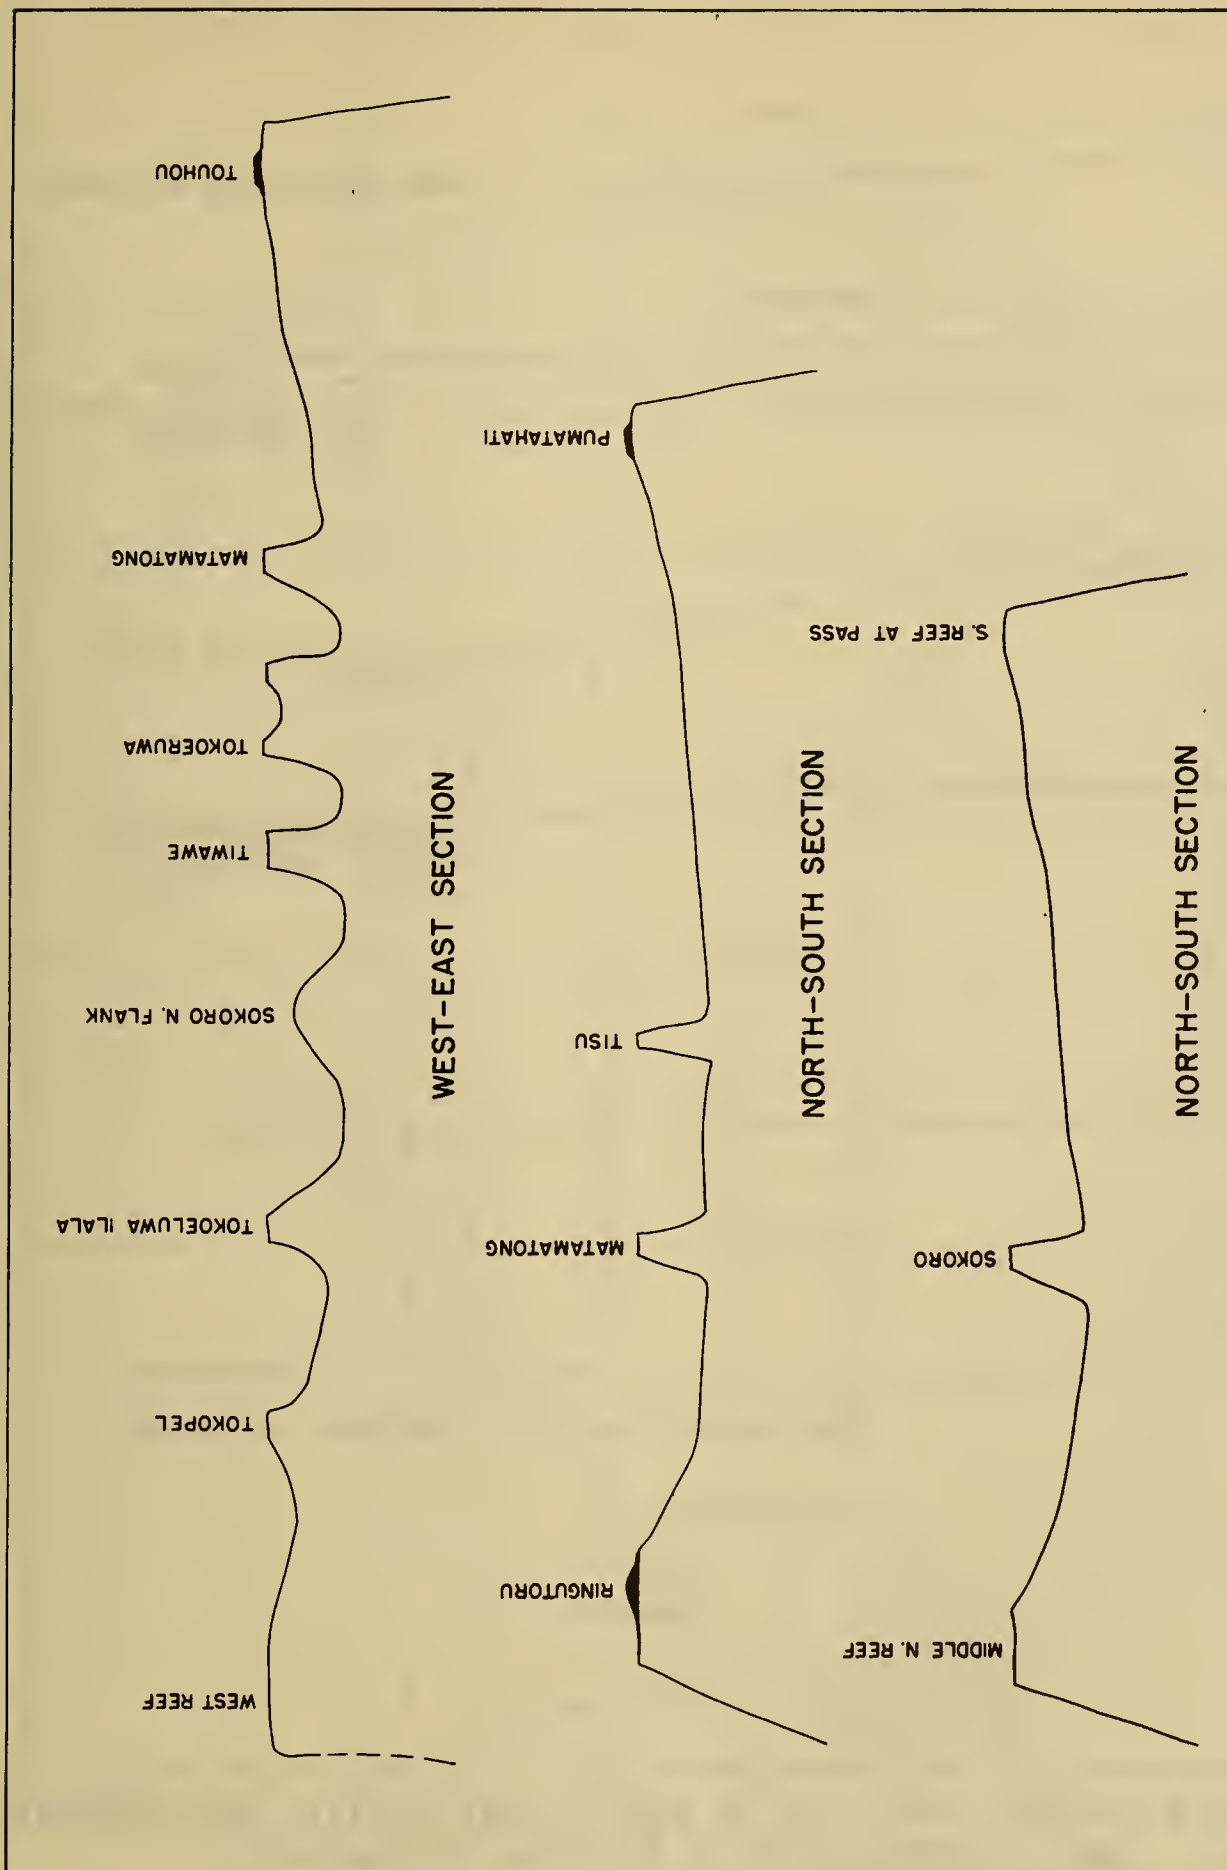 WEST REEF
TOKOPEL
TOKOELUWA ILALA
SOKORO N. FLANK
TIWAWE
TOKOERUWA
MATAMATONG
TOUHOU
WEST-EAST SECTION
RINGUTORU
MATAMATONG
TISU
PUMATAHATI
NORTH-SOUTH SECTION
MIDDLE N. REEF
SOKORO
S. REEF AT PASS
NORTH-SOUTH SECTION